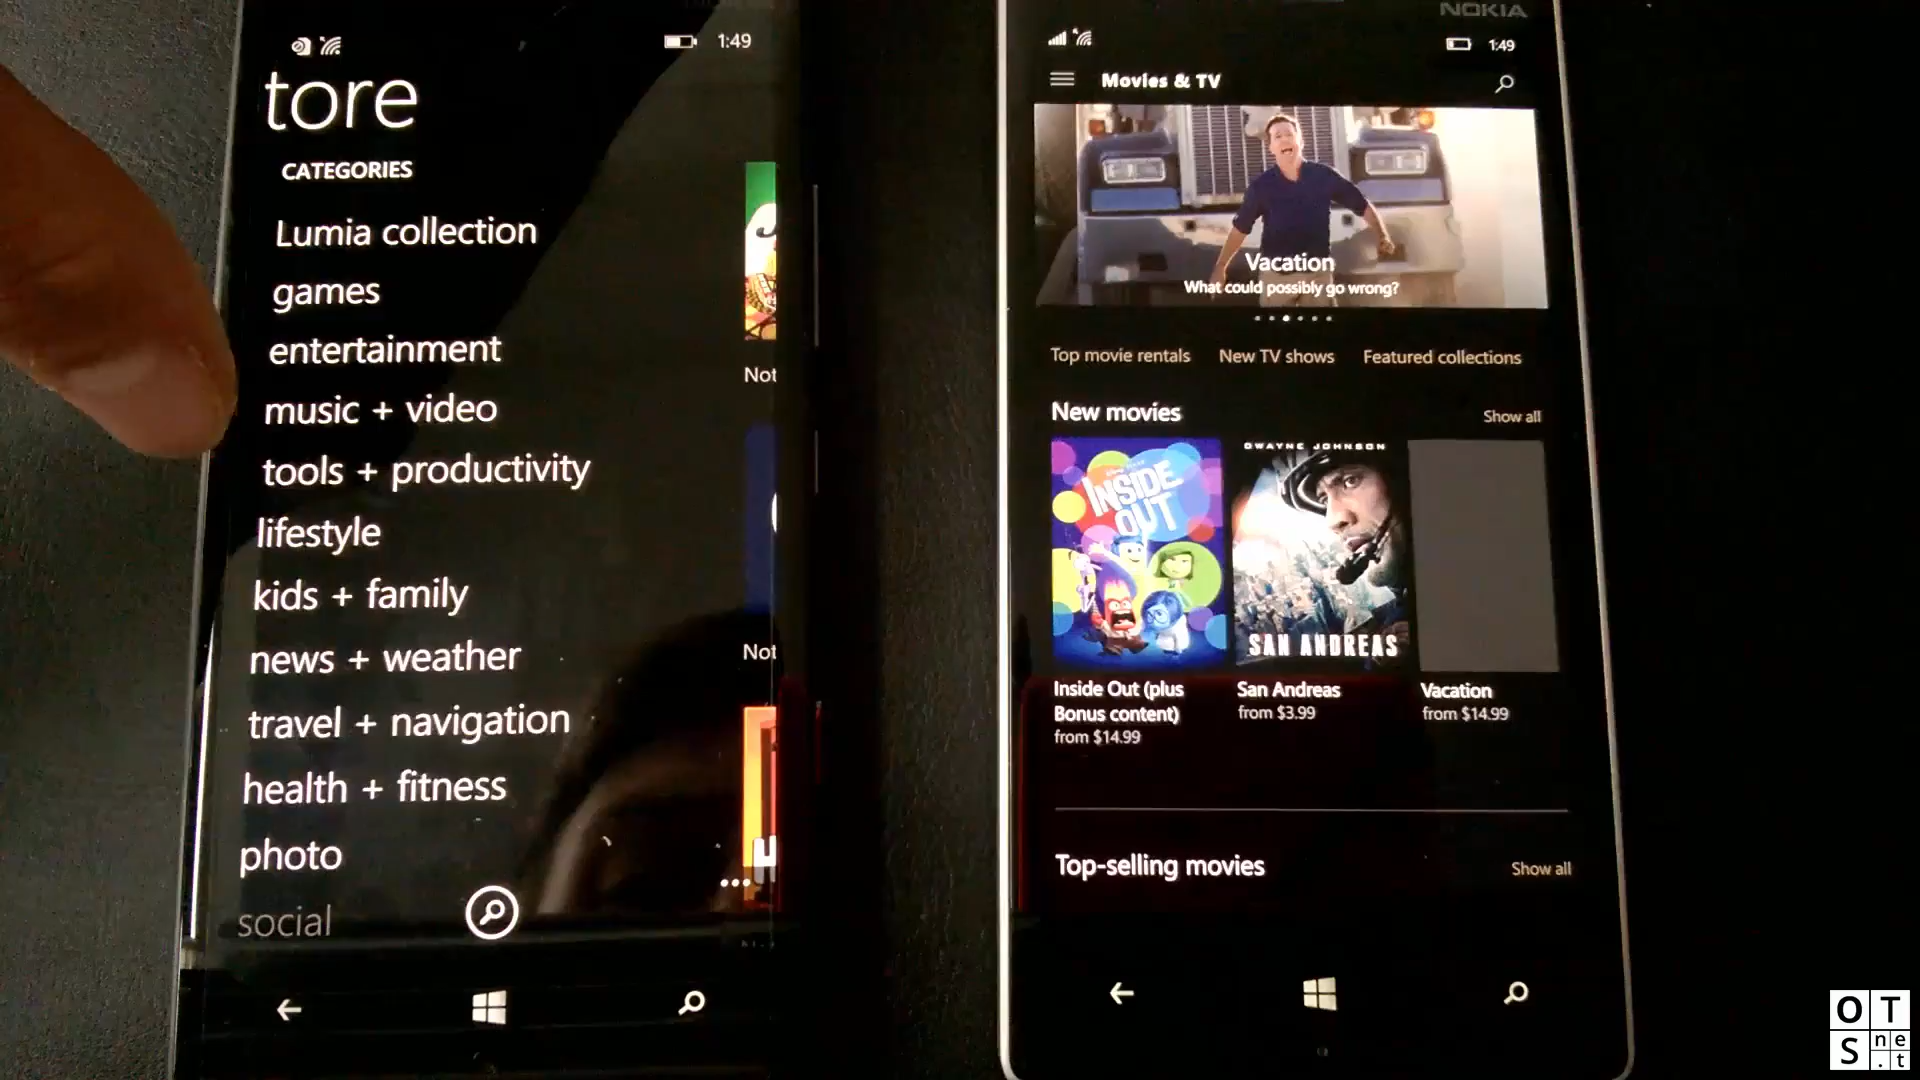 1:49
tore
CATEGORIES
Lumia collection
games
entertainment
music + video
tools + productivity
lifestyle
kids + family
news + weather
travel + navigation
health + fitness
photo
social
Not
Not
NOKIA
1:49
Movies & TV
Vacation
What could possibly go wrong?
Top movie rentals New TV shows Featured collections
New movies Show all
INSIDE
OUT
DWAYNE JOHNSON
SAN ANDREAS
Inside Out (plus
Bonus content)
from $14.99
San Andreas
from $3.99
Vacation
from $14.99
Top-selling movies Show all
OT
S net